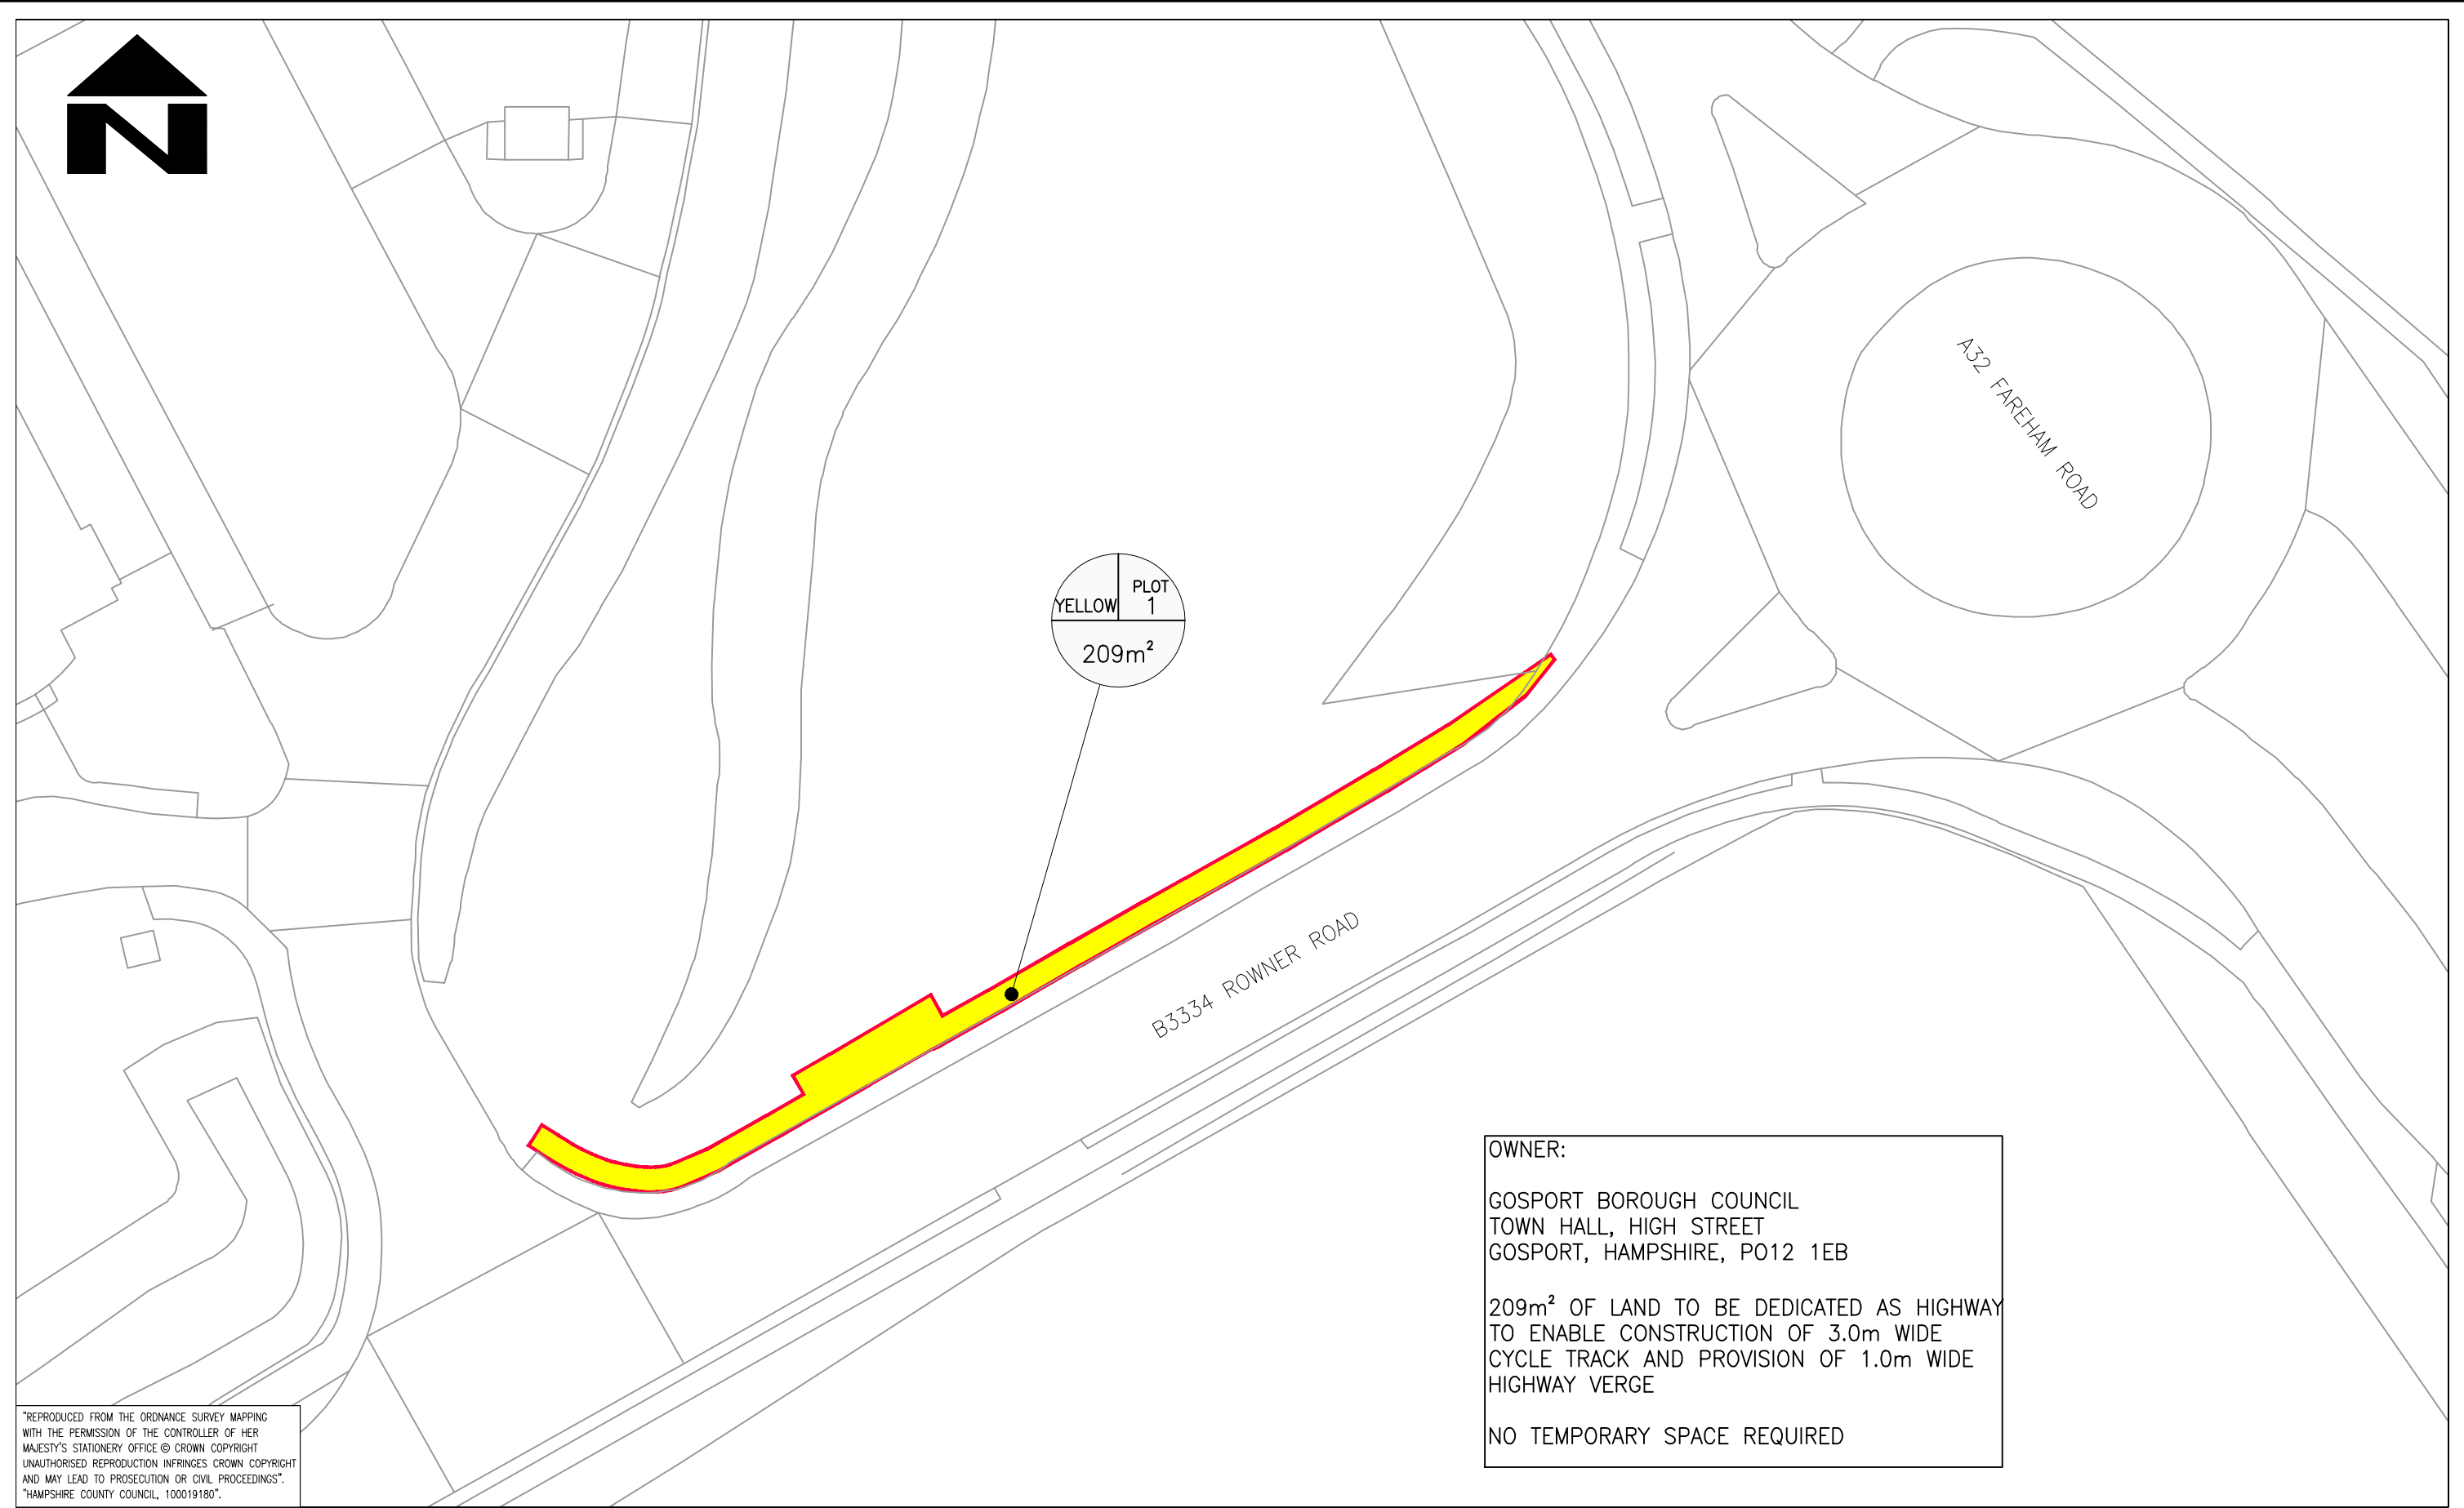 N
A32 FAREHAM ROAD
YELLOW
PLOT
1
209m²
B3334 ROWNER ROAD
OWNER:
GOSPORT BOROUGH COUNCIL
TOWN HALL, HIGH STREET
GOSPORT, HAMPSHIRE, PO12 1EB
209m² OF LAND TO BE DEDICATED AS HIGHWAY
TO ENABLE CONSTRUCTION OF 3.0m WIDE
CYCLE TRACK AND PROVISION OF 1.0m WIDE
HIGHWAY VERGE
NO TEMPORARY SPACE REQUIRED
"REPRODUCED FROM THE ORDNANCE SURVEY MAPPING
WITH THE PERMISSION OF THE CONTROLLER OF HER
MAJESTY'S STATIONERY OFFICE © CROWN COPYRIGHT
UNAUTHORISED REPRODUCTION INFRINGES CROWN COPYRIGHT
AND MAY LEAD TO PROSECUTION OR CIVIL PROCEEDINGS".
"HAMPSHIRE COUNTY COUNCIL, 100019180".